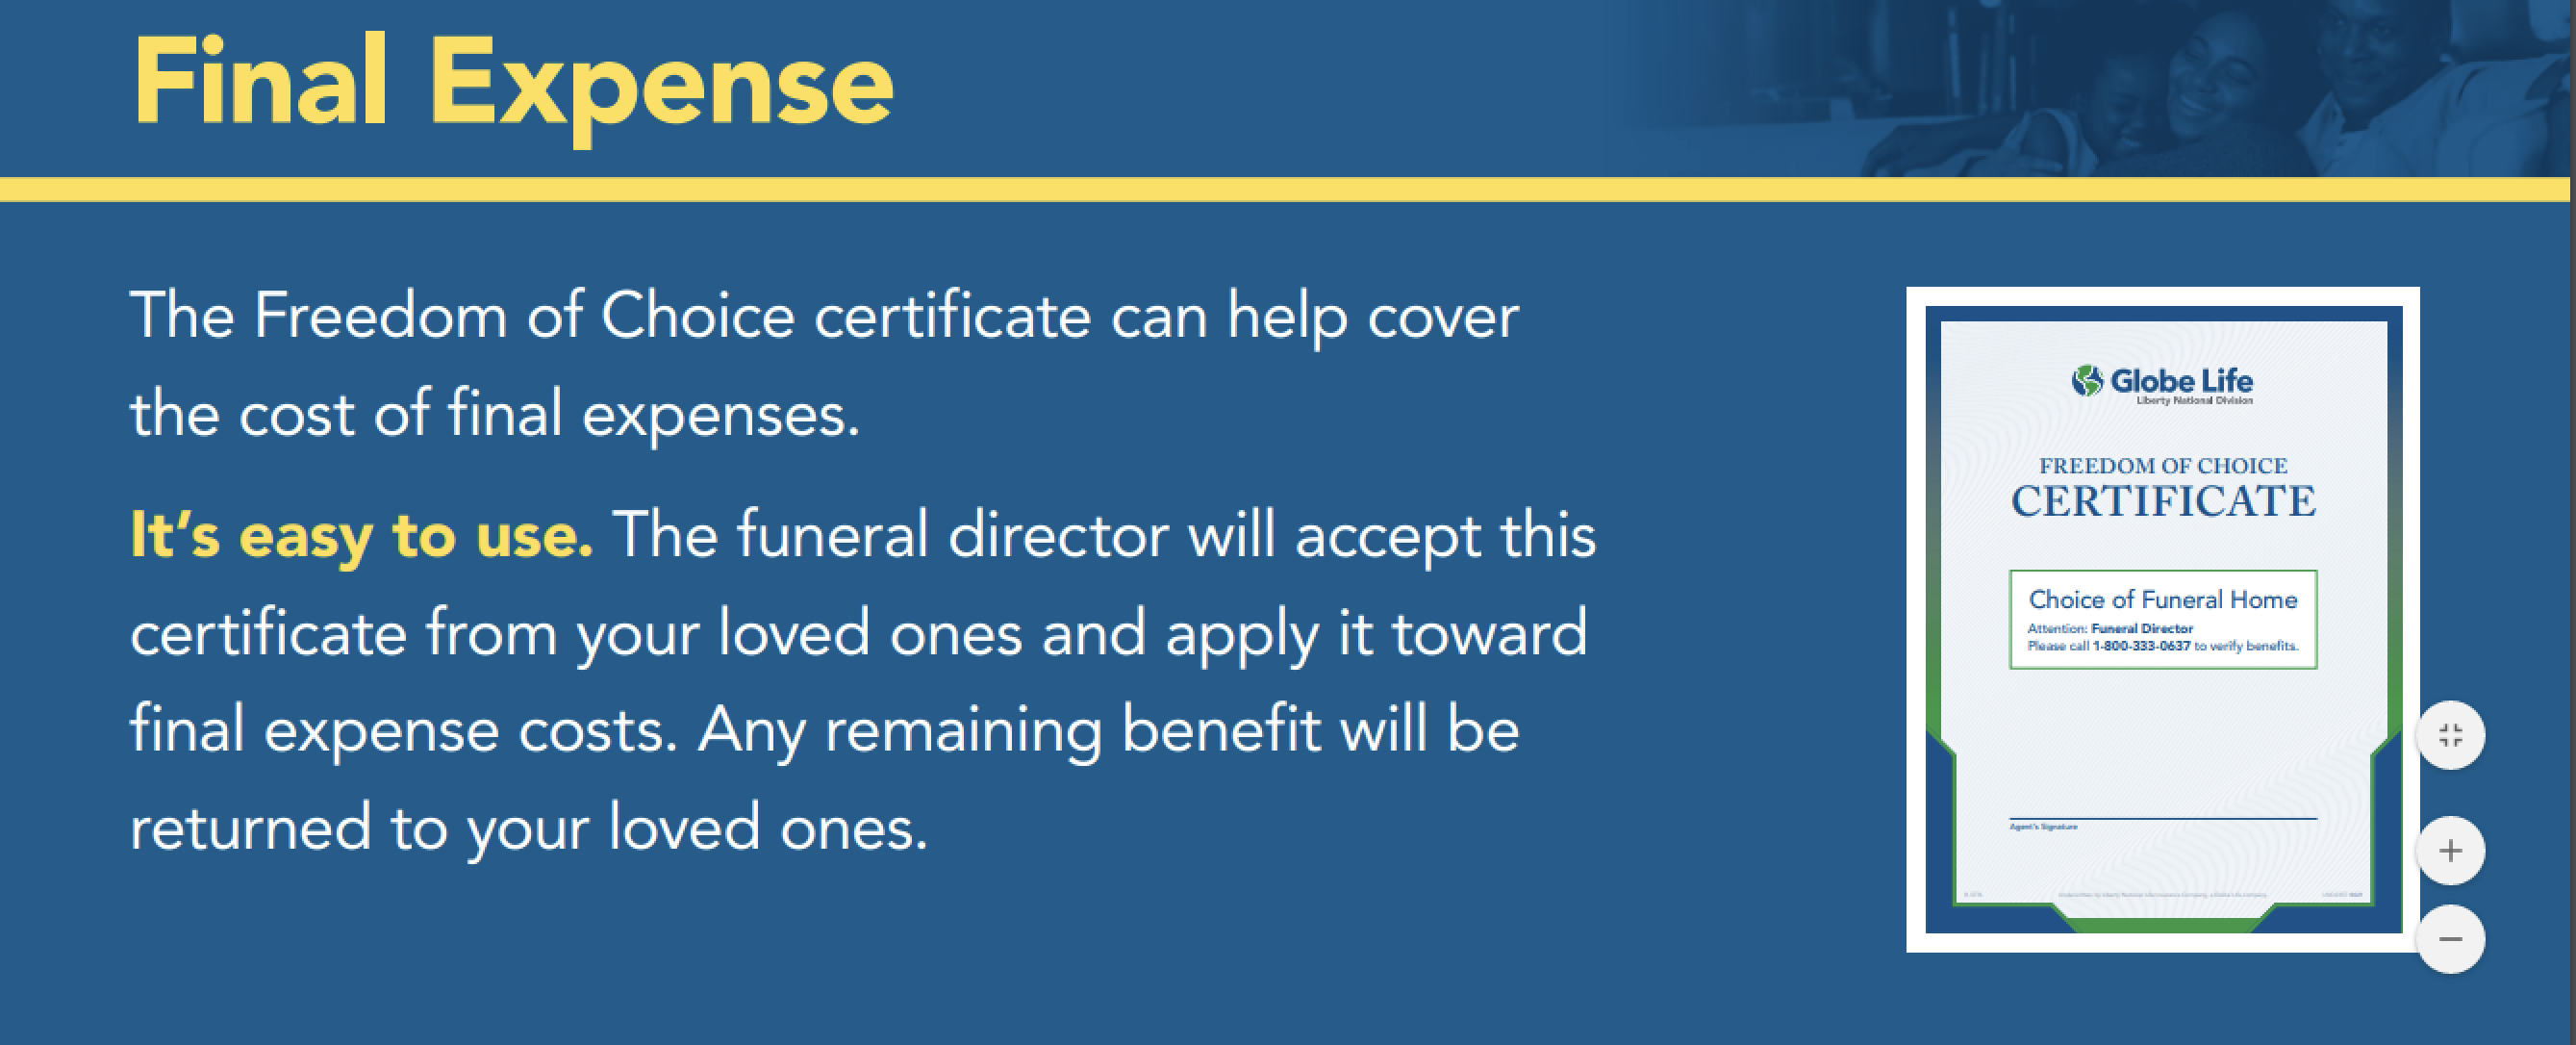 Final Expense
The Freedom of Choice certificate can help cover
the cost of final expenses.
It's easy to use. The funeral director will accept this
certificate from your loved ones and apply it toward
final expense costs. Any remaining benefit will be
returned to your loved ones.
Globe Life
Liberty National Division
FREEDOM OF CHOICE
CERTIFICATE
Choice of Funeral Home
Attention: Funeral Director
Please call 1-800-333-0637 to verify benefits.
Agent's Signature